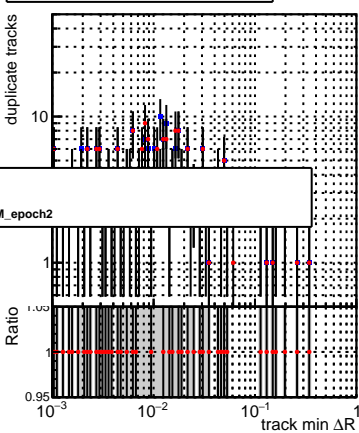 duplicate tracks
10
M_epoch2
1
Ratio
1.05
1
0.95
10⁻³
10⁻²
10⁻¹
1
track min ΔR